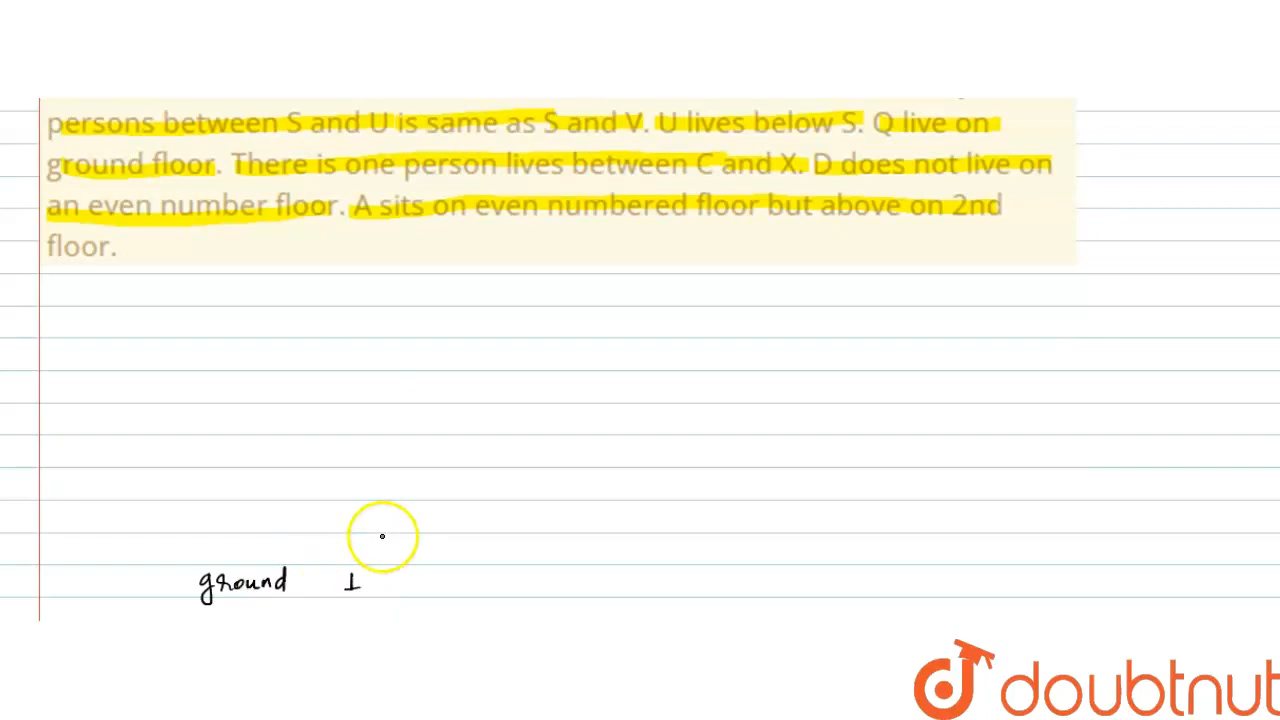 persons between S and U is same as S and V. U lives below S. Q live on
ground floor. There is one person lives between C and X. D does not live on
an even number floor. A sits on even numbered floor but above on 2nd
floor.
ground 1
doubtnut